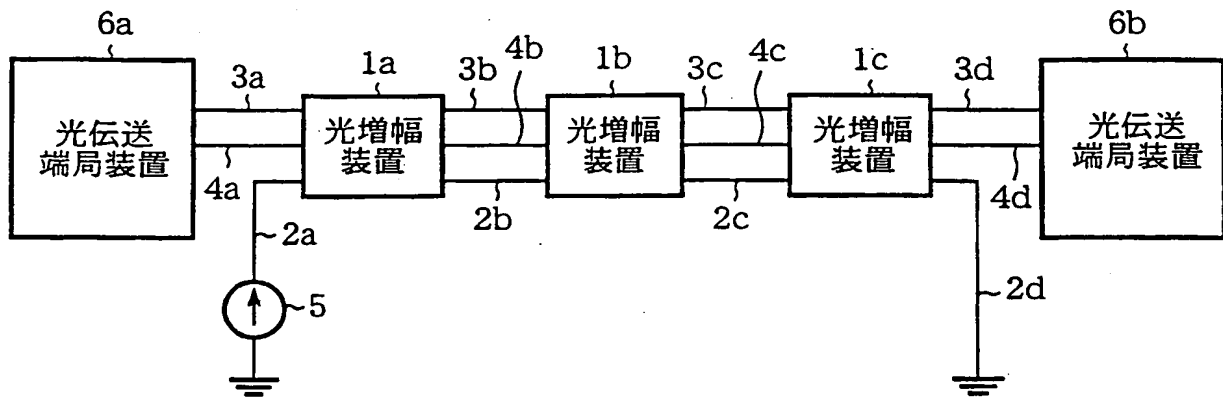 6a
6b
4b
4c
3a
1a
3b
1b
3c
1c
3d
光伝送
端局装置
光増幅
装置
光増幅
装置
光増幅
装置
光伝送
端局装置
4a
2b
2c
4d
2a
5
2d